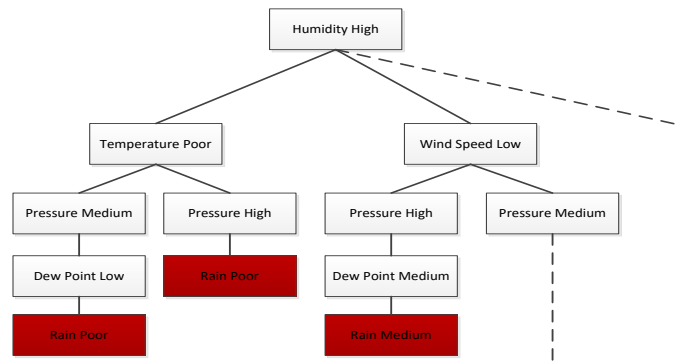 Humidity High
Temperature Poor
Wind Speed Low
Pressure Medium
Pressure High
Pressure High
Pressure Medium
Dew Point Low
Rain Poor
Dew Point Medium
Rain Poor
Rain Medium